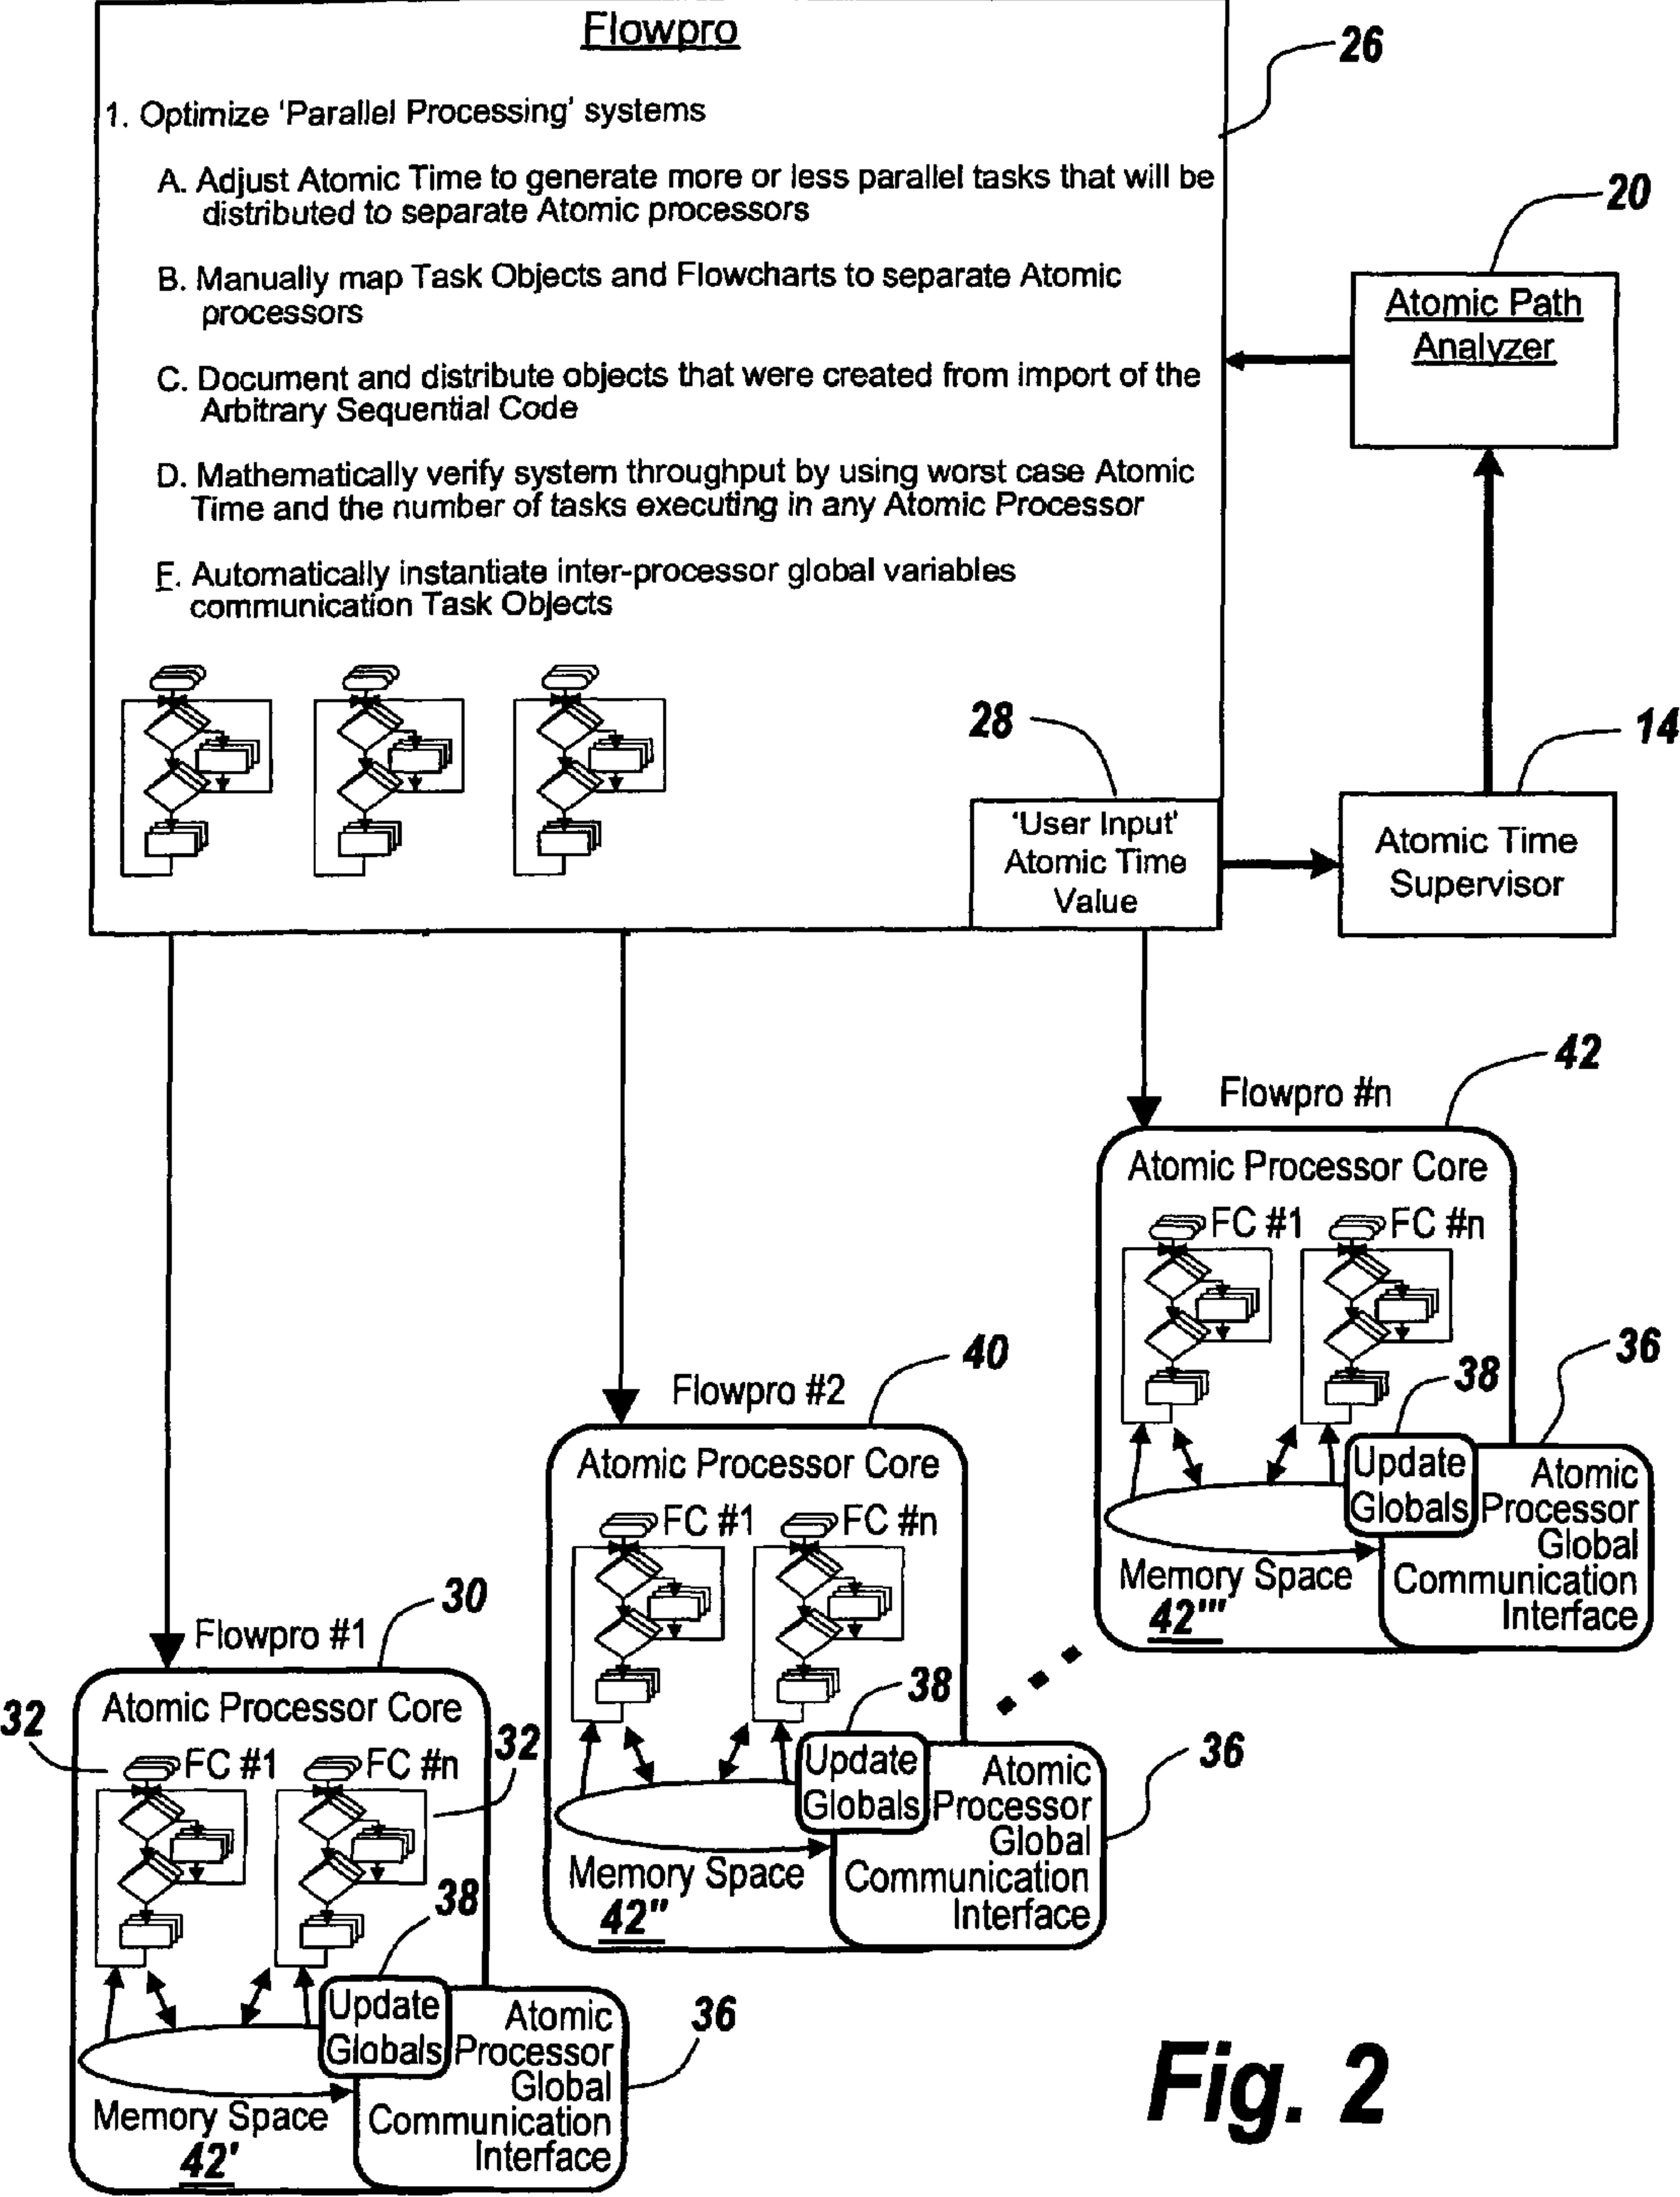 Flowpro
26
1. Optimize 'Parallel Processing' systems
A. Adjust Atomic Time to generate more or less parallel tasks that will be
distributed to separate Atomic processors
20
B. Manually map Task Objects and Flowcharts to separate Atomic
processors
Atomic Path
Analyzer
C. Document and distribute objects that were created from import of the
Arbitrary Sequential Code
D. Mathematically verify system throughput by using worst case Atomic
Time and the number of tasks executing in any Atomic Processor
E. Automatically instantiate inter-processor global variables
communication Task Objects
28
14
'User Input'
Atomic Time
Value
Atomic Time
Supervisor
42
Flowpro #n
Atomic Processor Core
FC #1
FC #n
36
38
Update
Globals
Atomic
Processor
Global
Communication
Interface
Memory Space
42'''
40
Flowpro #2
Atomic Processor Core
FC #1
FC #n
38
36
Update
Globals
Atomic
Processor
Global
Communication
Interface
Memory Space
42''
30
Flowpro #1
Atomic Processor Core
32
FC #1
FC #n
32
38
36
Update
Globals
Atomic
Processor
Global
Communication
Interface
Memory Space
42'
Fig. 2